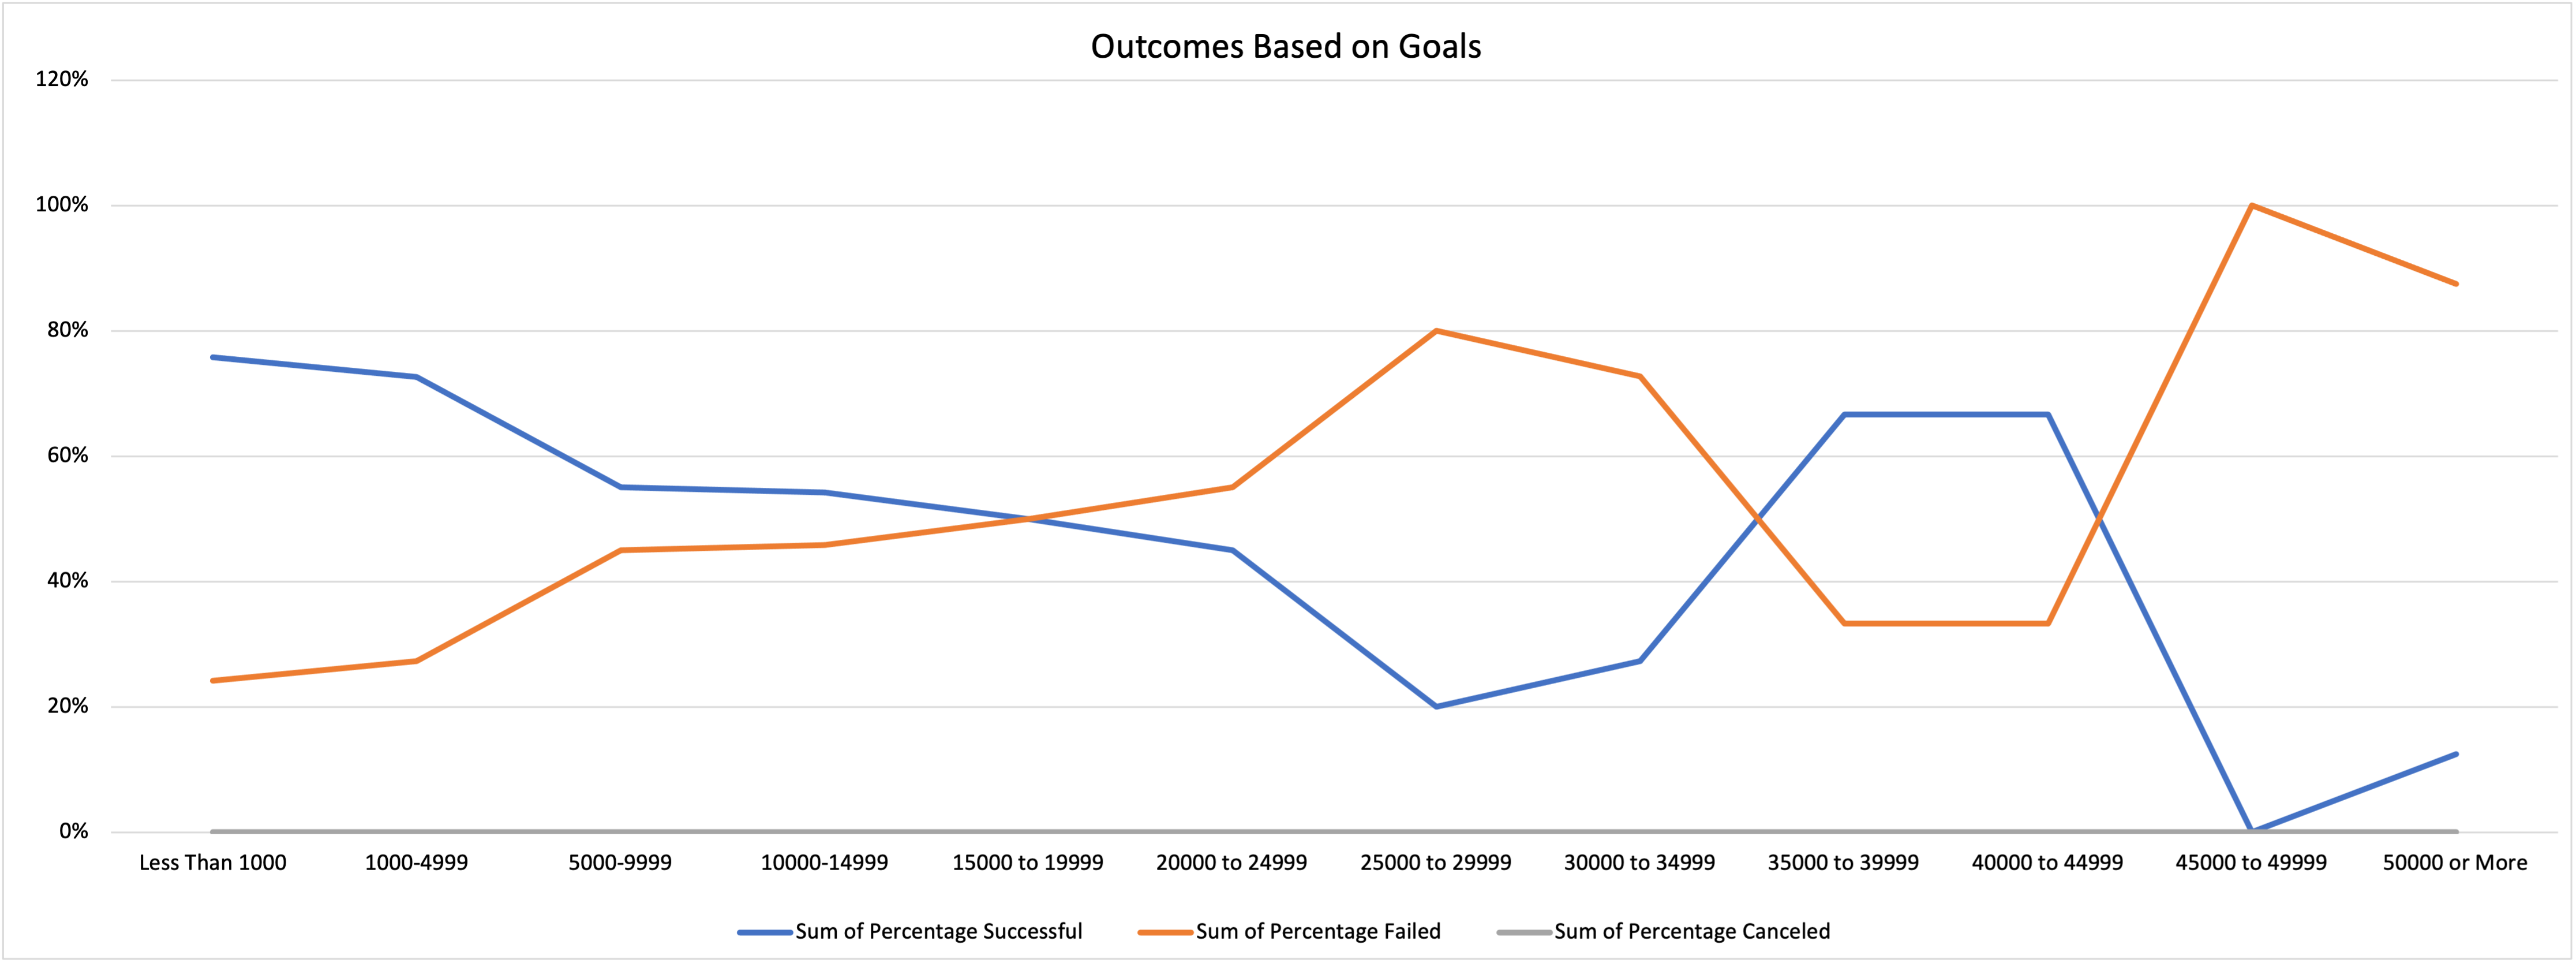 Outcomes Based on Goals
120%
100%
80%
60%
40%
20%
0%
Less Than 1000 1000-4999 5000-9999 10000-14999 15000 to 19999 20000 to 24999 25000 to 29999 30000 to 34999 35000 to 39999 40000 to 44999 45000 to 49999 50000 or More
Sum of Percentage Successful Sum of Percentage Failed Sum of Percentage Canceled